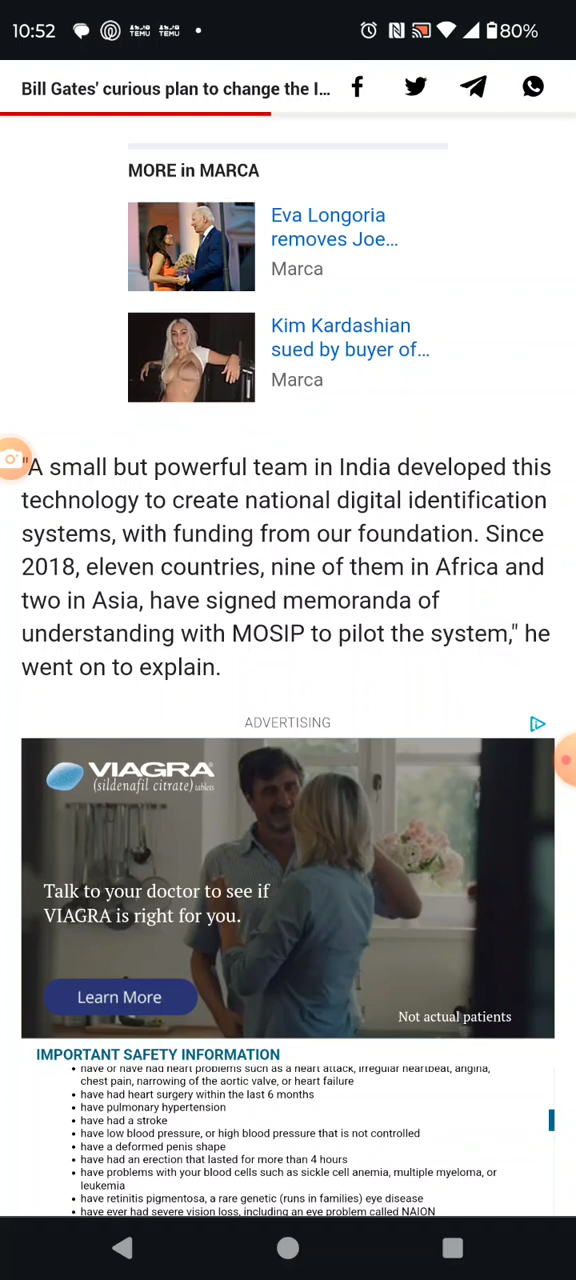 10:52
TEMU TEMU
80%
Bill Gates' curious plan to change the I...
MORE in MARCA
Eva Longoria
removes Joe...
Marca
Kim Kardashian
sued by buyer of...
Marca
"A small but powerful team in India developed this
technology to create national digital identification
systems, with funding from our foundation. Since
2018, eleven countries, nine of them in Africa and
two in Asia, have signed memoranda of
understanding with MOSIP to pilot the system," he
went on to explain.
ADVERTISING
VIAGRA
(sildenafil citrate) tablets
Talk to your doctor to see if
VIAGRA is right for you.
Learn More
Not actual patients
IMPORTANT SAFETY INFORMATION
• have or have had heart problems such as a heart attack, irregular heartbeat, angina,
chest pain, narrowing of the aortic valve, or heart failure
• have had heart surgery within the last 6 months
• have pulmonary hypertension
• have had a stroke
• have low blood pressure, or high blood pressure that is not controlled
• have a deformed penis shape
• have had an erection that lasted for more than 4 hours
• have problems with your blood cells such as sickle cell anemia, multiple myeloma, or
leukemia
• have retinitis pigmentosa, a rare genetic (runs in families) eye disease
• have ever had severe vision loss, including an eye problem called NAION